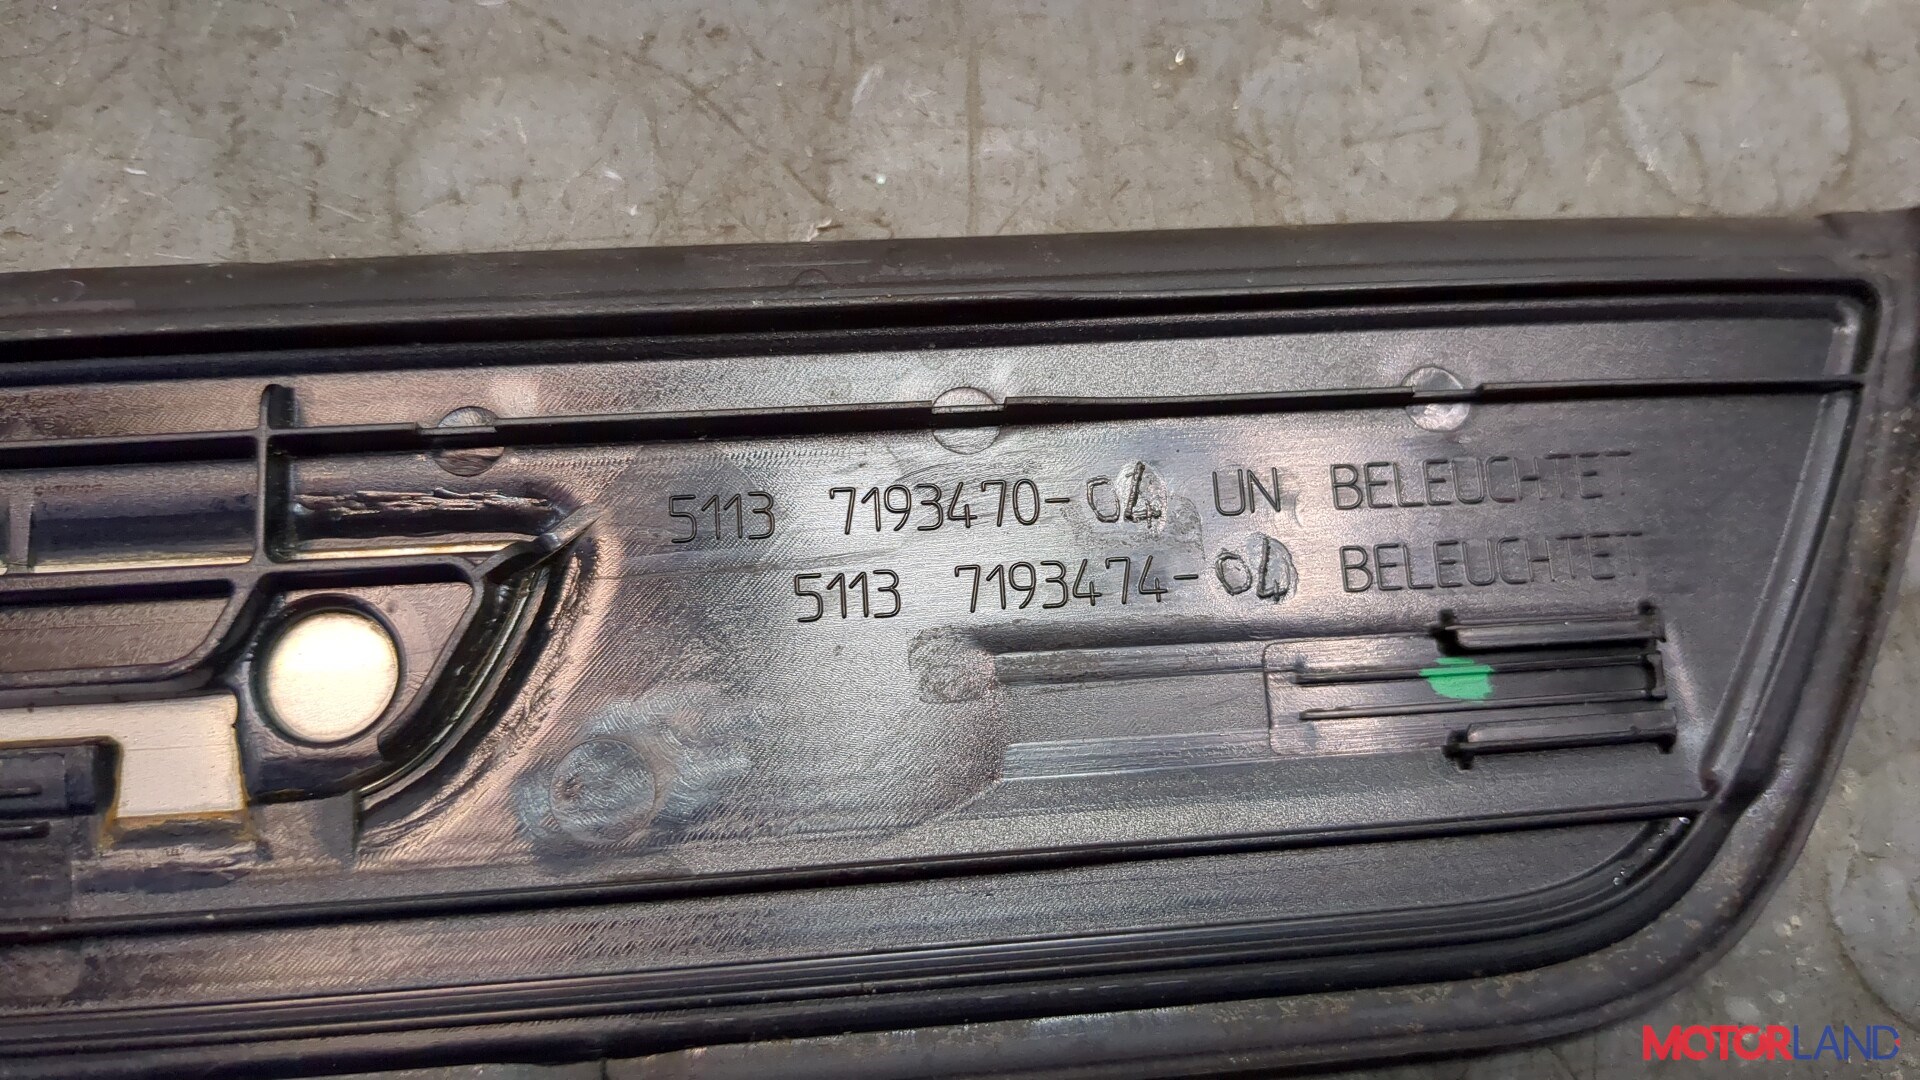 5113 7193470-04 UN BELEUCHTET
5113 7193474-04 BELEUCHTET
MOTORLAND